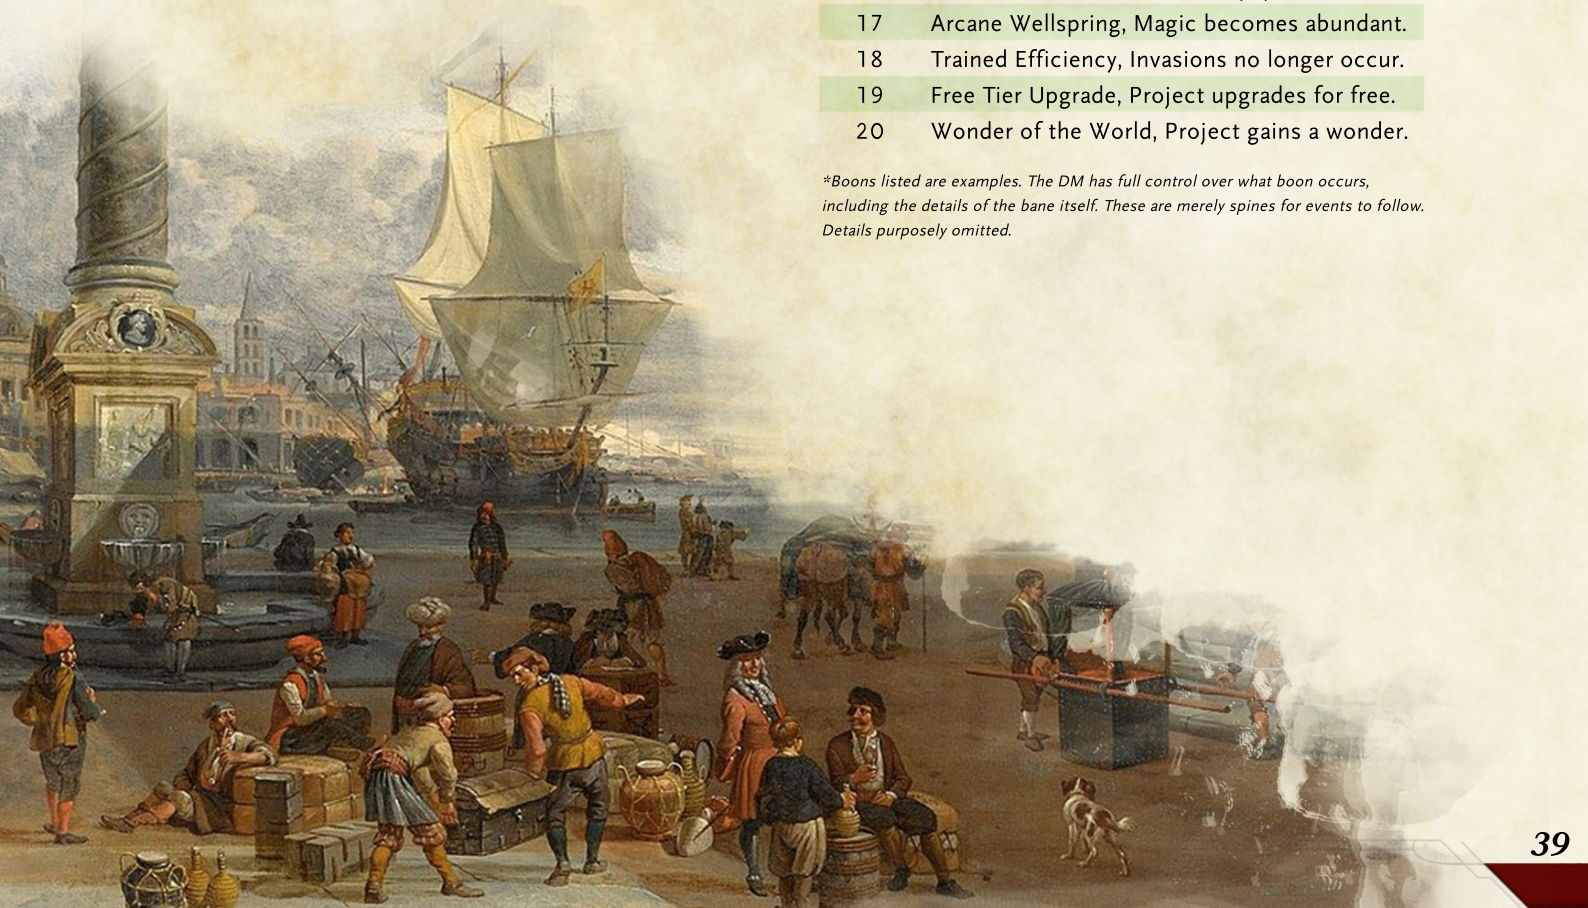 17 Arcane Wellspring, Magic becomes abundant.
18 Trained Efficiency, Invasions no longer occur.
19 Free Tier Upgrade, Project upgrades for free.
20 Wonder of the World, Project gains a wonder.
*Boons listed are examples. The DM has full control over what boon occurs,
including the details of the bane itself. These are merely spines for events to follow.
Details purposely omitted.
39